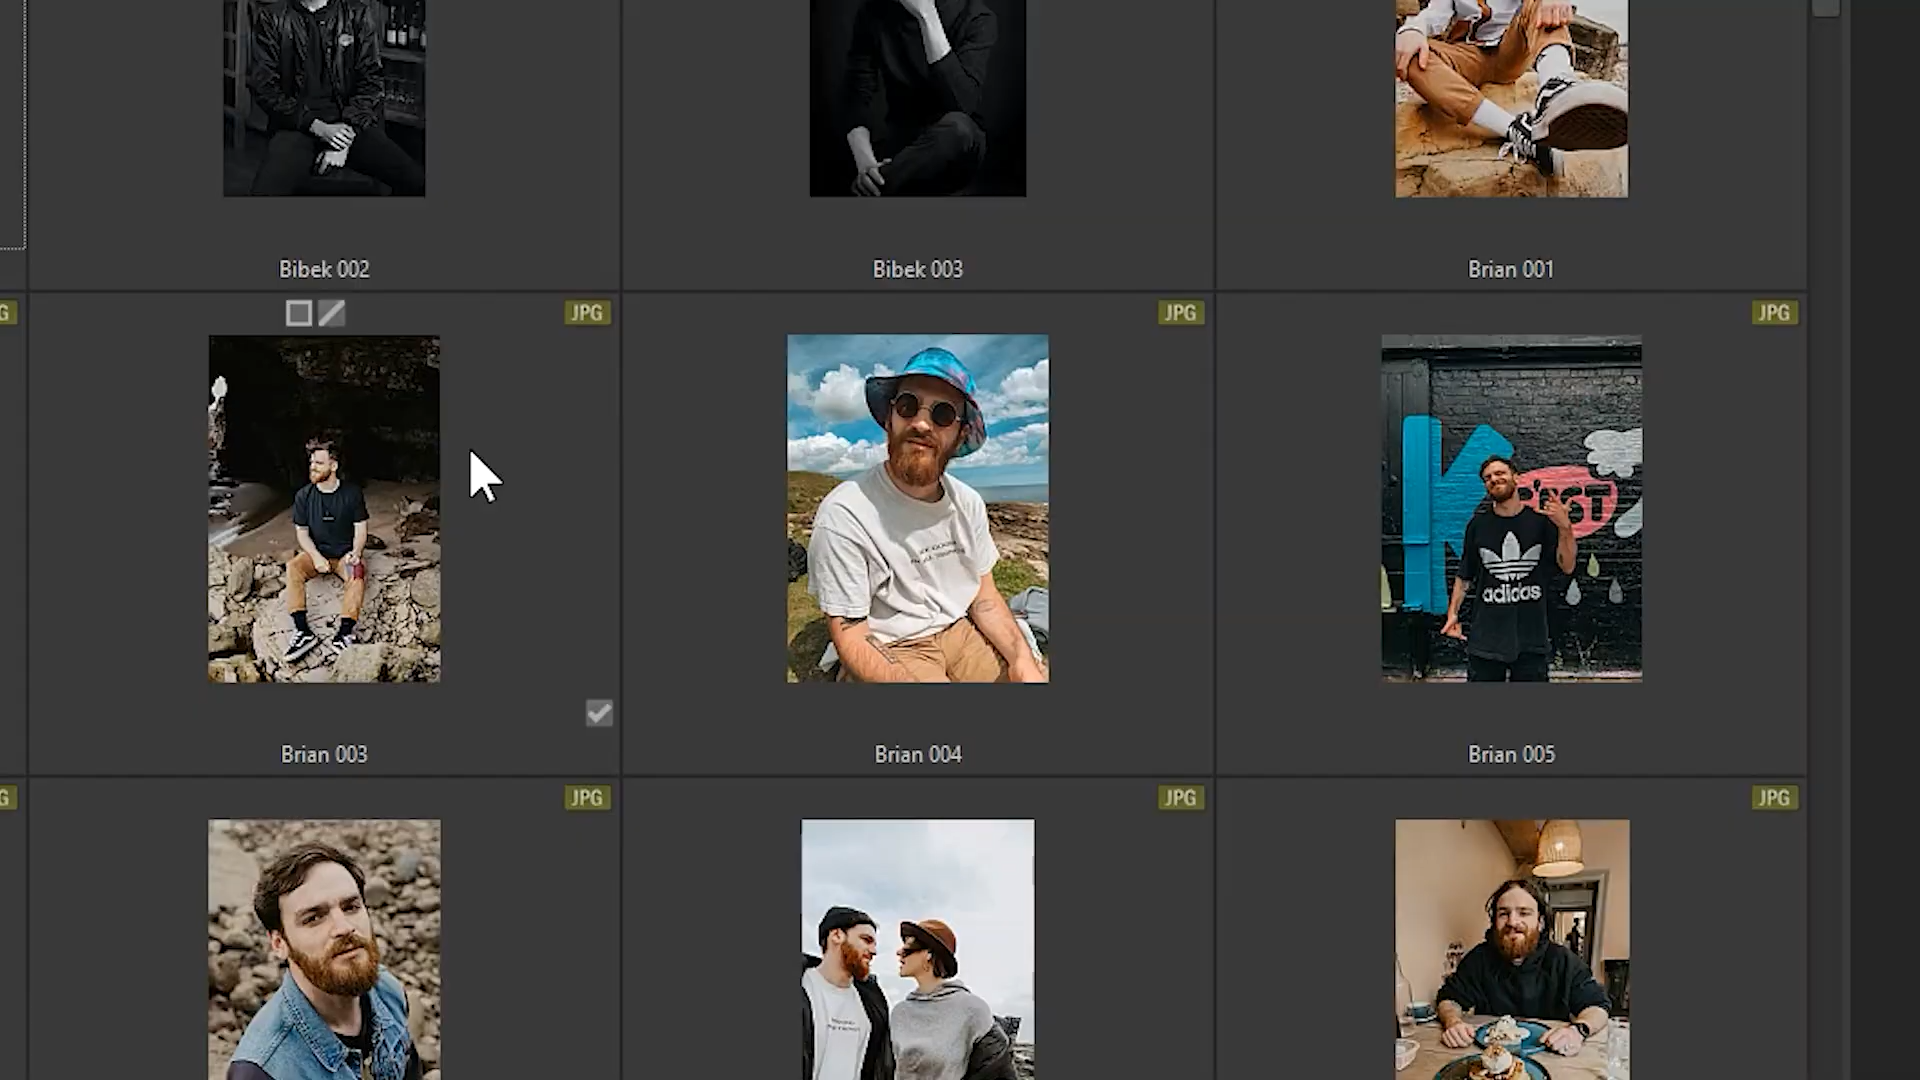 Bibek 002
Bibek 003
Brian 001
G
JPG
JPG
JPG
adidas
Brian 003
Brian 004
Brian 005
G
JPG
JPG
JPG